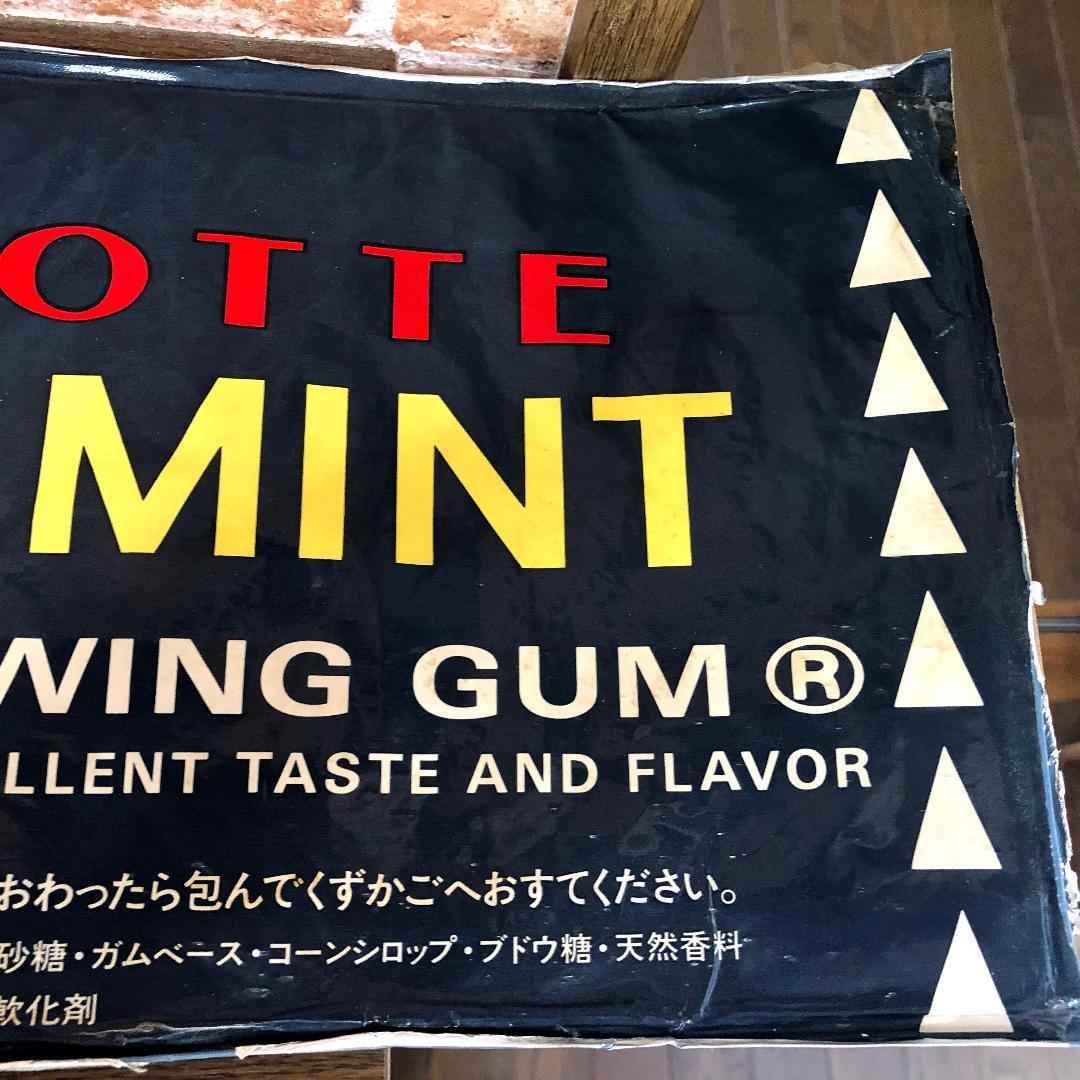 OTTE
MINT
WING GUM ®
LLENT TASTE AND FLAVOR
おわったら包んでくずかごへおすてください。
砂糖・ガムベース・コーンシロップ・ブドウ糖・天然香料
軟化剤